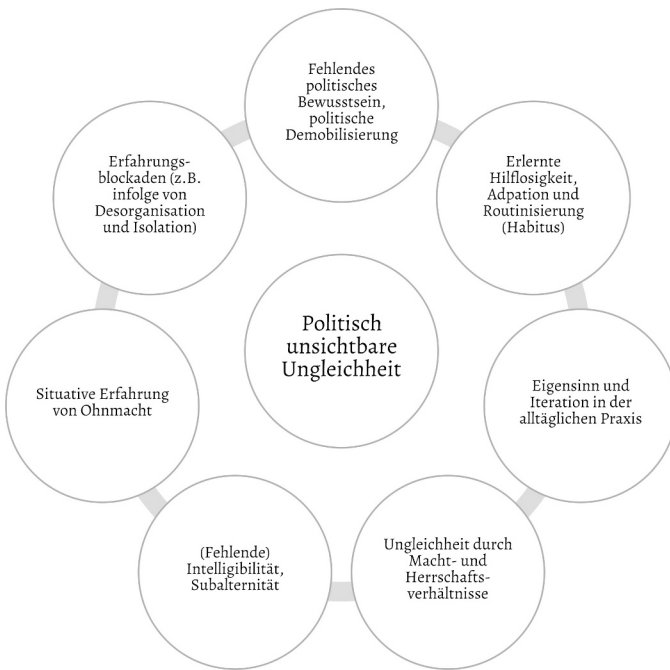 Fehlendes
politisches
Bewusstsein,
politische
Demobilisierung
Erlernte
Hilflosigkeit,
Adpation und
Routinisierung
(Habitus)
Eigensinn und
Iteration in der
alltäglichen Praxis
Ungleichheit durch
Macht- und
Herrschafts-
verhältnisse
(Fehlende)
Intelligibilität,
Subalternität
Situative Erfahrung
von Ohnmacht
Erfahrungs-
blockaden (z.B.
infolge von
Desorganisation
und Isolation)
Politisch
unsichtbare
Ungleichheit